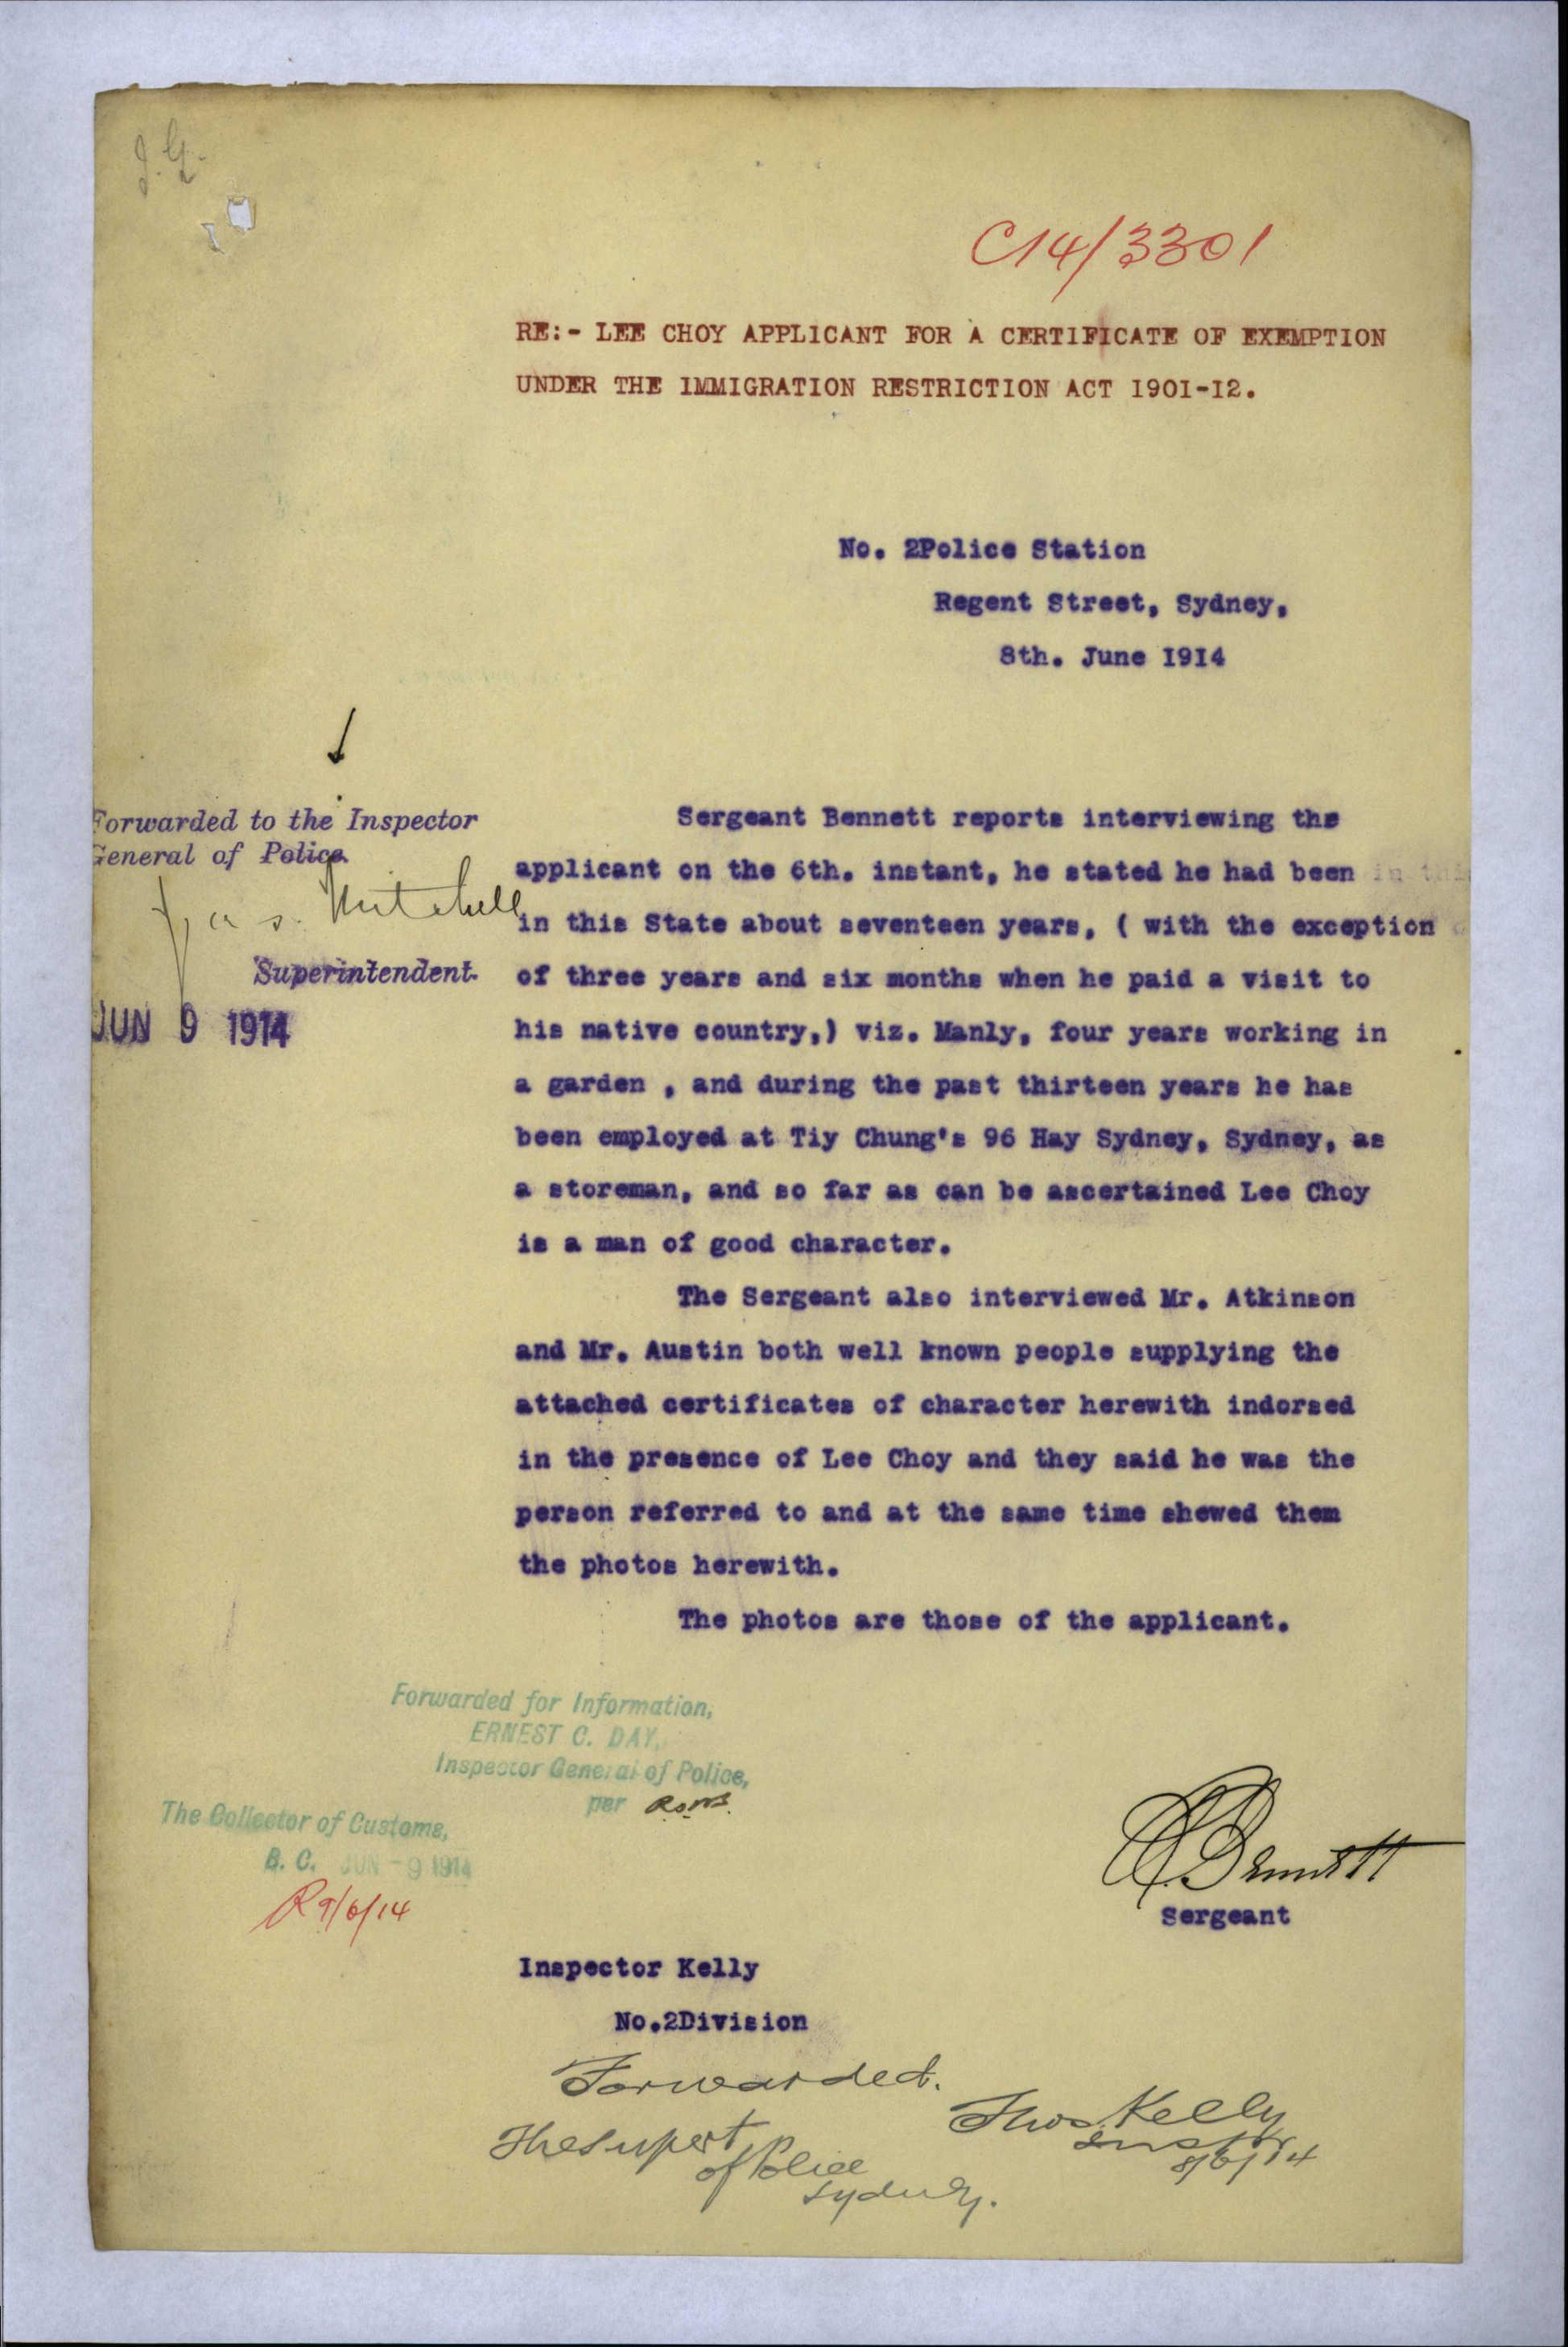 J.G.
C14/3301
RE:- LEE CHOY APPLICANT FOR A CERTIFICATE OF EXEMPTION
UNDER THE IMMIGRATION RESTRICTION ACT 1901-12.
No. 2Police Station
Regent Street, Sydney,
8th. June 1914
Forwarded to the Inspector
General of Police.
Jas. Mitchell
Superintendent.
JUN 9 1914
Sergeant Bennett reports interviewing the
applicant on the 6th. instant, he stated he had been in thi
in this State about seventeen years, ( with the exception
of three years and six months when he paid a visit to
his native country,) viz. Manly, four years working in
a garden , and during the past thirteen years he has
been employed at Tiy Chung's 96 Hay Sydney, Sydney, as
a storeman, and so far as can be ascertained Lee Choy
is a man of good character.
The Sergeant also interviewed Mr. Atkinson
and Mr. Austin both well known people supplying the
attached certificates of character herewith indorsed
in the presence of Lee Choy and they said he was the
person referred to and at the same time shewed them
the photos herewith.
The photos are those of the applicant.
Forwarded for Information,
ERNEST C. DAY,
Inspector General of Police,
per
The Collector of Customs,
B. C. JUN - 9 1914
R 9/6/14
Bennett
Sergeant
Inspector Kelly
No.2Division
Forwarded.
Thos. Kelly
Inspr
8/6/14
The Supert
of Police
Sydney.